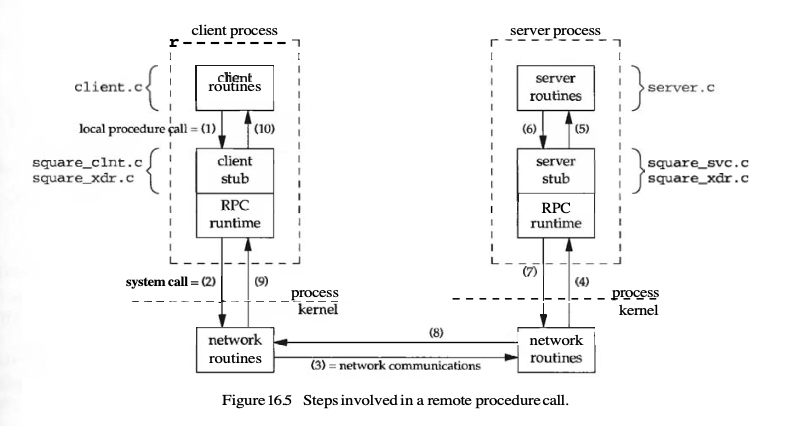 client process
server process
r
client
routines
server
routines
client.c
server.c
local procedure call = (1)
(10)
(6)
(5)
square_clnt.c
square_xdr.c
client
stub
server
stub
square_svc.c
square_xdr.c
RPC
runtime
RPC
runtime
system call = (2)
(9)
(7)
(4)
process
kernel
process
kernel
network
routines
(8)
(3) = network communications
network
routines
Figure 16.5 Steps involved in a remote procedure call.